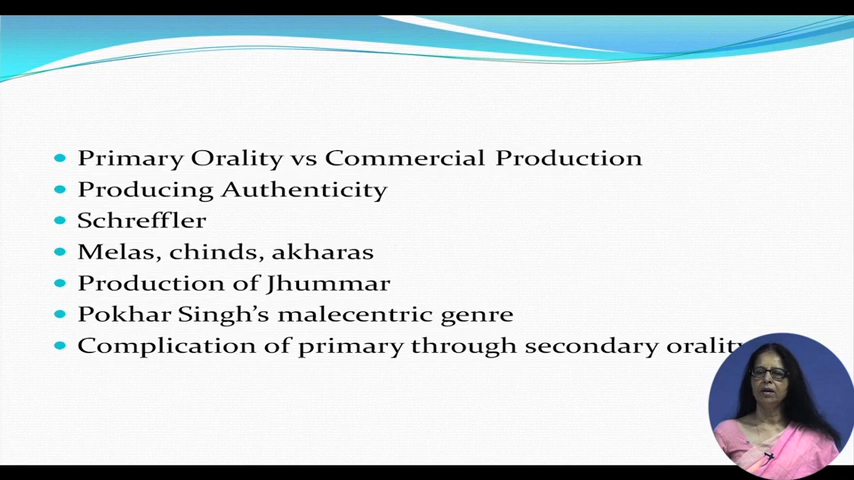 Primary Orality vs Commercial Production
Producing Authenticity
Schreffler
Melas, chinds, akharas
Production of Jhummar
Pokhar Singh's malecentric genre
Complication of primary through secondary orality